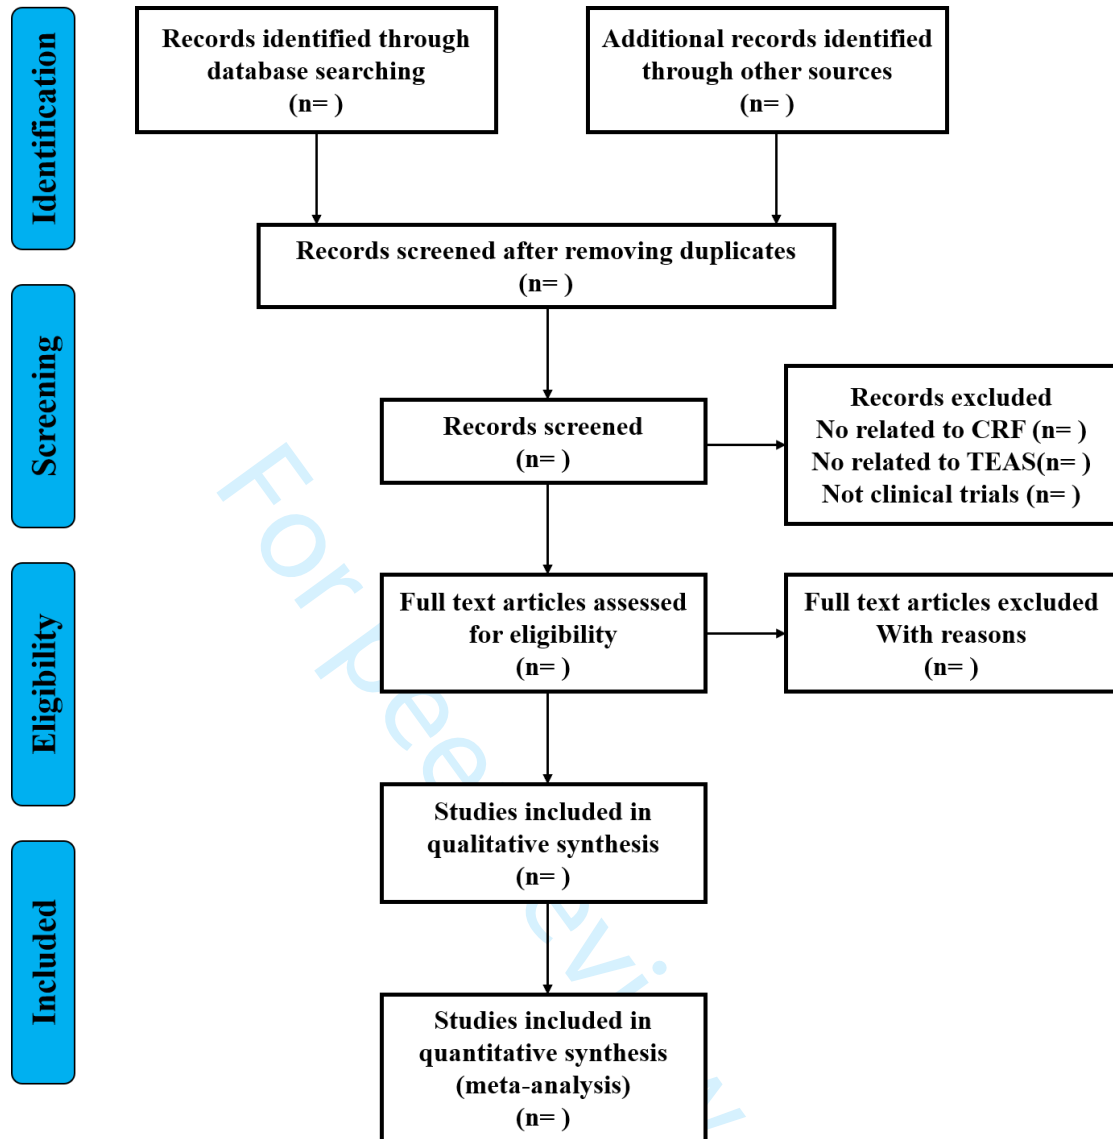 Identification
Records identified through
database searching
(n= )
Additional records identified
through other sources
(n= )
Records screened after removing duplicates
(n= )
Screening
Records screened
(n= )
Records excluded
No related to CRF (n= )
No related to TEAS(n= )
Not clinical trials (n= )
Eligibility
Full text articles assessed
for eligibility
(n= )
Full text articles excluded
With reasons
(n= )
Included
Studies included in
qualitative synthesis
(n= )
Studies included in
quantitative synthesis
(meta-analysis)
(n= )
For peer review